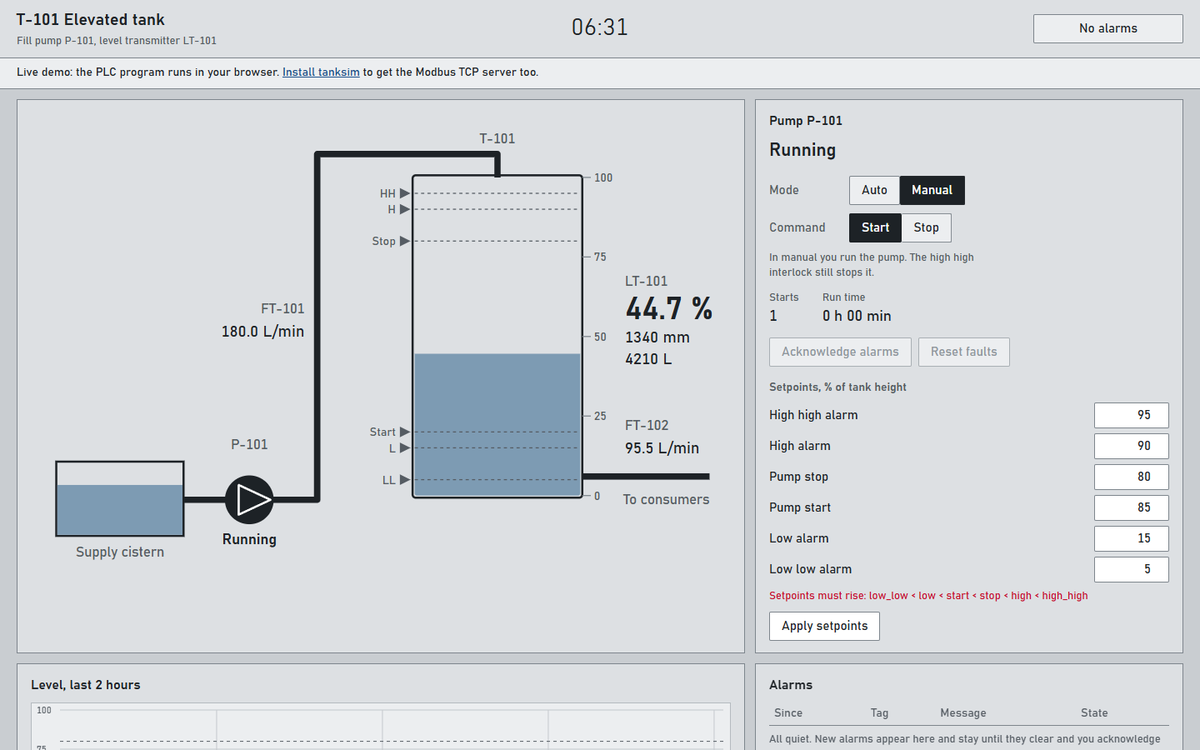 T-101 Elevated tank
Fill pump P-101, level transmitter LT-101
06:31
No alarms
Live demo: the PLC program runs in your browser. Install tanksim to get the Modbus TCP server too.
T-101
HH
H
Stop
Start
L
LL
100
75
50
25
0
FT-101
180.0 L/min
LT-101
44.7 %
1340 mm
4210 L
FT-102
95.5 L/min
To consumers
P-101
Running
Supply cistern
Pump P-101
Running
Mode
Auto
Manual
Command
Start
Stop
In manual you run the pump. The high high
interlock still stops it.
Starts
Run time
1
0 h 00 min
Acknowledge alarms
Reset faults
Setpoints, % of tank height
High high alarm 95
High alarm 90
Pump stop 80
Pump start 85
Low alarm 15
Low low alarm 5
Setpoints must rise: low_low < low < start < stop < high < high_high
Apply setpoints
Level, last 2 hours
100
75
Alarms
Since Tag Message State
All quiet. New alarms appear here and stay until they clear and you acknowledge